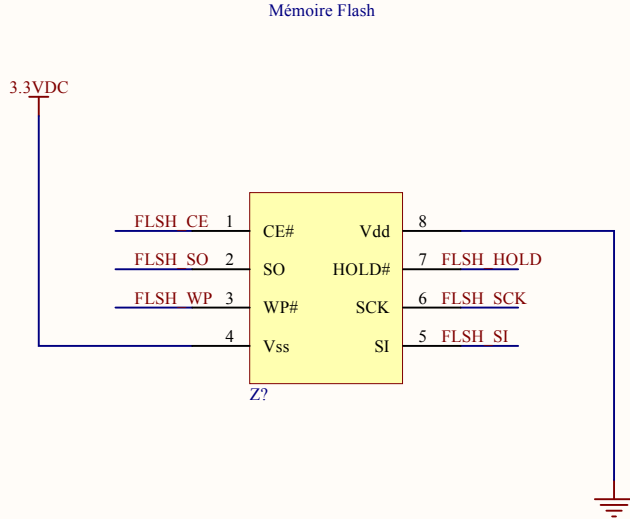 Mémoire Flash
3.3VDC
FLSH_CE 1 CE# Vdd 8
FLSH_SO 2 SO HOLD# 7 FLSH_HOLD
FLSH_WP 3 WP# SCK 6 FLSH_SCK
4 Vss SI 5 FLSH_SI
Z?